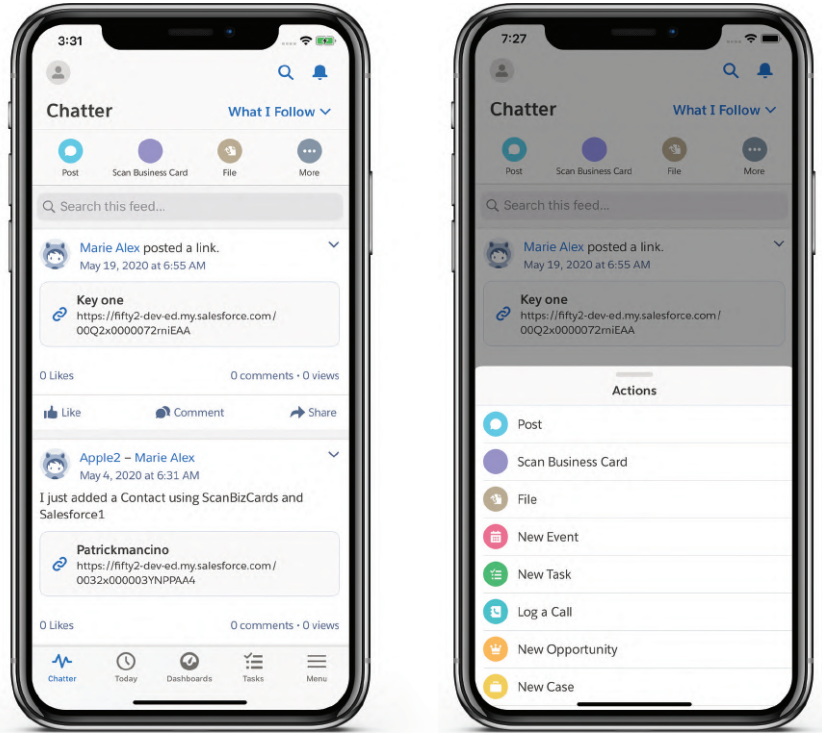 3:31
Chatter
What I Follow
Post
Scan Business Card
File
More
Search this feed...
Marie Alex posted a link.
May 19, 2020 at 6:55 AM
Key one
https://fifty2-dev-ed.my.salesforce.com/
00Q2x0000072rniEAA
0 Likes
0 comments · 0 views
Like
Comment
Share
Apple2 – Marie Alex
May 4, 2020 at 6:31 AM
I just added a Contact using ScanBizCards and
Salesforce1
Patrickmancino
https://fifty2-dev-ed.my.salesforce.com/
0032x000003YNPPAA4
0 Likes
0 comments · 0 views
Chatter
Today
Dashboards
Tasks
Menu
7:27
Chatter
What I Follow
Post
Scan Business Card
File
More
Search this feed...
Marie Alex posted a link.
May 19, 2020 at 6:55 AM
Key one
https://fifty2-dev-ed.my.salesforce.com/
00Q2x0000072rniEAA
Actions
Post
Scan Business Card
File
New Event
New Task
Log a Call
New Opportunity
New Case